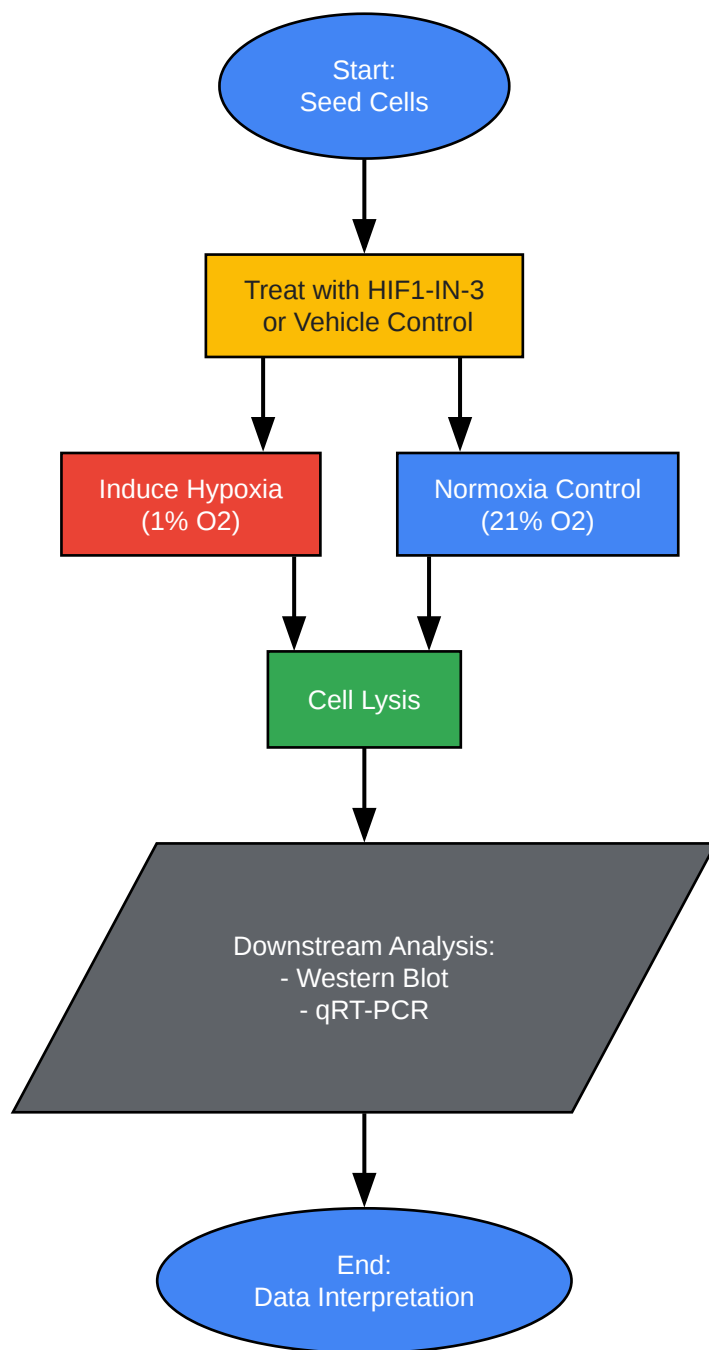 Start:
Seed Cells
Treat with HIF1-IN-3
or Vehicle Control
Induce Hypoxia
(1% O2)
Normoxia Control
(21% O2)
Cell Lysis
Downstream Analysis:
- Western Blot
- qRT-PCR
End:
Data Interpretation